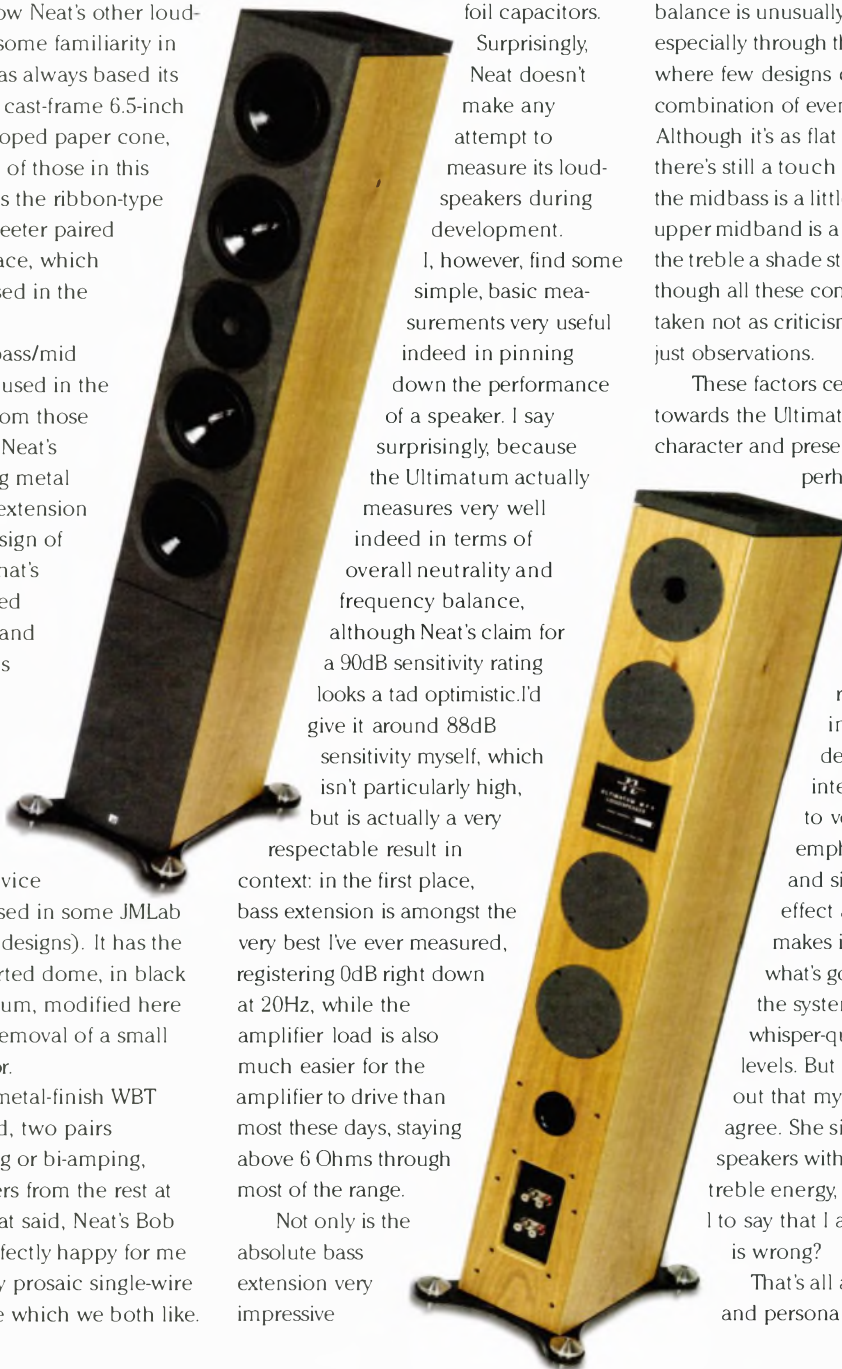 ow Neat's other loud-
some familiarity in
as always based its
cast-frame 6.5-inch
oped paper cone,
of those in this
s the ribbon-type
eeter paired
ace, which
sed in the
bass/mid
used in the
om those
Neat's
g metal
extension
sign of
hat's
ed
and
s
vice
sed in some JMLab
designs). It has the
rted dome, in black
um, modified here
emoval of a small
or.
metal-finish WBT
d, two pairs
g or bi-amping,
ers from the rest at
at said, Neat's Bob
fectly happy for me
y prosaic single-wire
e which we both like.
foil capacitors.
Surprisingly,
Neat doesn't
make any
attempt to
measure its loud-
speakers during
development.
I, however, find some
simple, basic mea-
surements very useful
indeed in pinning
down the performance
of a speaker. I say
surprisingly, because
the Ultimatum actually
measures very well
indeed in terms of
overall neutrality and
frequency balance,
although Neat's claim for
a 90dB sensitivity rating
looks a tad optimistic.I'd
give it around 88dB
sensitivity myself, which
isn't particularly high,
but is actually a very
respectable result in
context: in the first place,
bass extension is amongst the
very best I've ever measured,
registering 0dB right down
at 20Hz, while the
amplifier load is also
much easier for the
amplifier to drive than
most these days, staying
above 6 Ohms through
most of the range.
Not only is the
absolute bass
extension very
impressive
balance is unusually
especially through th
where few designs
combination of ever
Although it's as flat
there's still a touch
the midbass is a littl
upper midband is a
the treble a shade st
though all these con
taken not as criticism
just observations.
These factors ce
towards the Ultimat
character and prese
perh
r
in
de
inte
to v
emph
and si
effect
makes i
what's go
the syster
whisper-qu
levels. But
out that my
agree. She si
speakers with
treble energy,
I to say that I a
is wrong?
That's all a
and persona
ULTIMATUM
LOUDSPEAKER